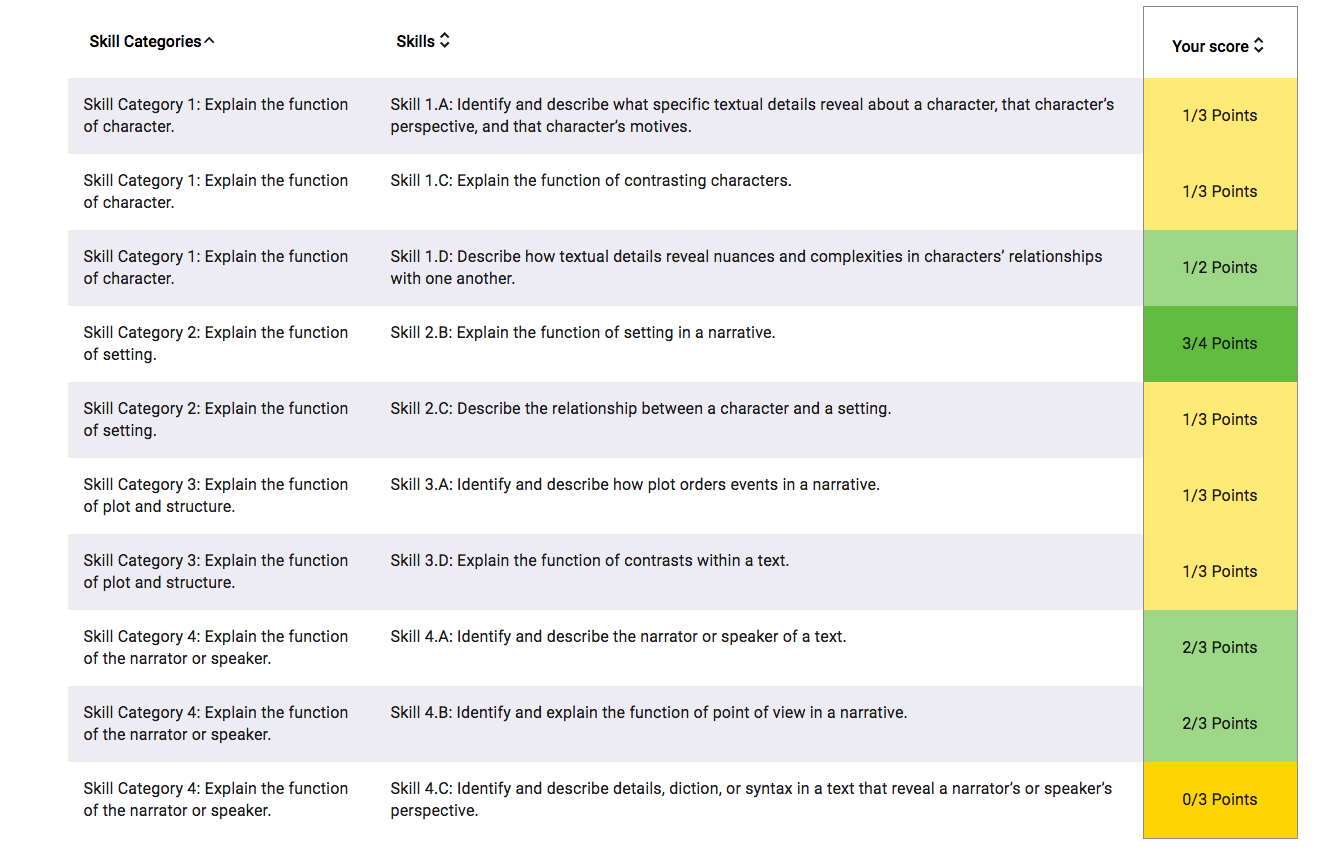 Skill Categories
Skills
Your score
Skill Category 1: Explain the function
of character.
Skill 1.A: Identify and describe what specific textual details reveal about a character, that character’s
perspective, and that character’s motives.
1/3 Points
Skill Category 1: Explain the function
of character.
Skill 1.C: Explain the function of contrasting characters.
1/3 Points
Skill Category 1: Explain the function
of character.
Skill 1.D: Describe how textual details reveal nuances and complexities in characters’ relationships
with one another.
1/2 Points
Skill Category 2: Explain the function
of setting.
Skill 2.B: Explain the function of setting in a narrative.
3/4 Points
Skill Category 2: Explain the function
of setting.
Skill 2.C: Describe the relationship between a character and a setting.
1/3 Points
Skill Category 3: Explain the function
of plot and structure.
Skill 3.A: Identify and describe how plot orders events in a narrative.
1/3 Points
Skill Category 3: Explain the function
of plot and structure.
Skill 3.D: Explain the function of contrasts within a text.
1/3 Points
Skill Category 4: Explain the function
of the narrator or speaker.
Skill 4.A: Identify and describe the narrator or speaker of a text.
2/3 Points
Skill Category 4: Explain the function
of the narrator or speaker.
Skill 4.B: Identify and explain the function of point of view in a narrative.
2/3 Points
Skill Category 4: Explain the function
of the narrator or speaker.
Skill 4.C: Identify and describe details, diction, or syntax in a text that reveal a narrator’s or speaker’s
perspective.
0/3 Points